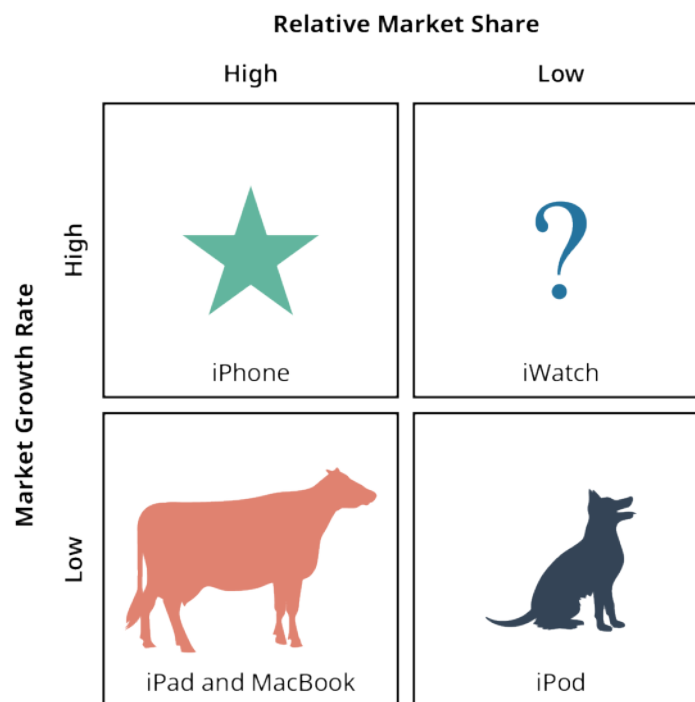 Relative Market Share
High
Low
Market Growth Rate
High
?
iPhone
iWatch
Low
iPad and MacBook
iPod